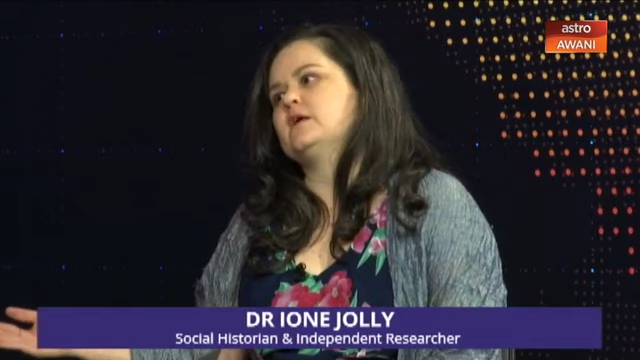 astro
AWANI
DR IONE JOLLY
Social Historian & Independent Researcher